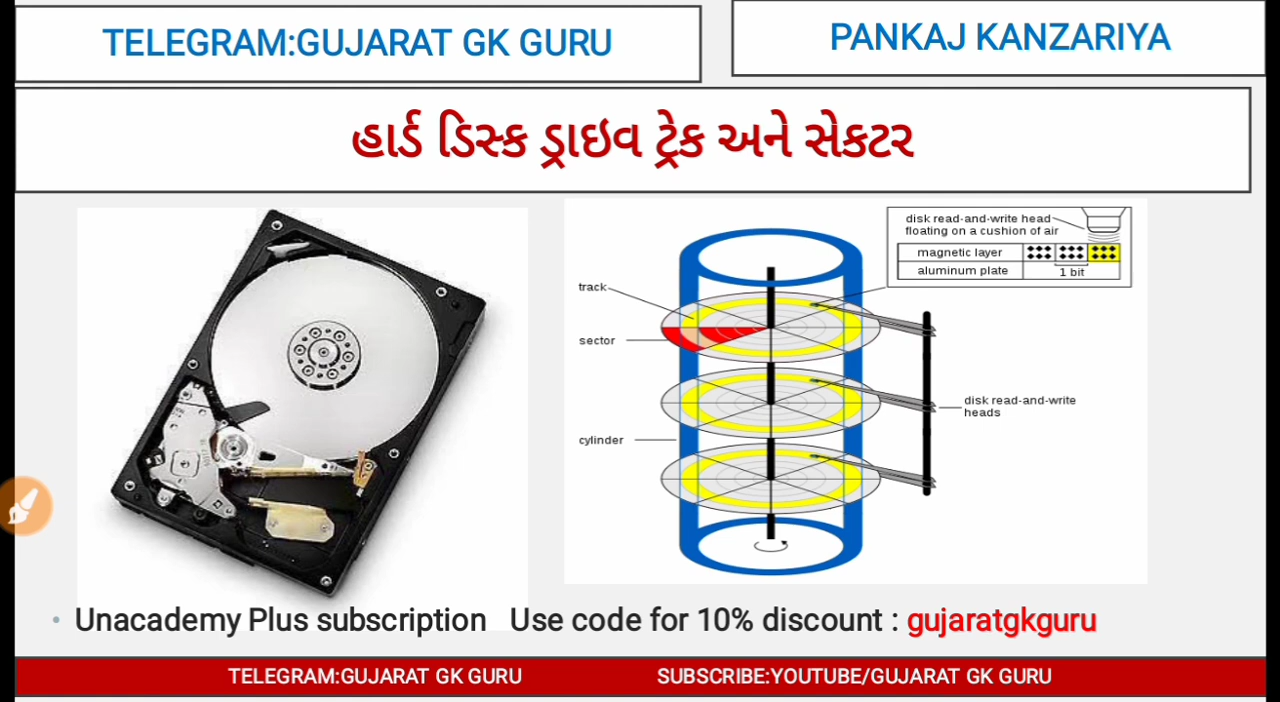 TELEGRAM:GUJARAT GK GURU
PANKAJ KANZARIYA
હાર્ડ ડિસ્ક ડ્રાઇવ ટ્રેક અને સેકટર
disk read-and-write head
floating on a cushion of air
magnetic layer
aluminum plate
1 bit
track
sector
disk read-and-write
heads
cylinder
• Unacademy Plus subscription Use code for 10% discount : gujaratgkguru
TELEGRAM:GUJARAT GK GURU
SUBSCRIBE:YOUTUBE/GUJARAT GK GURU